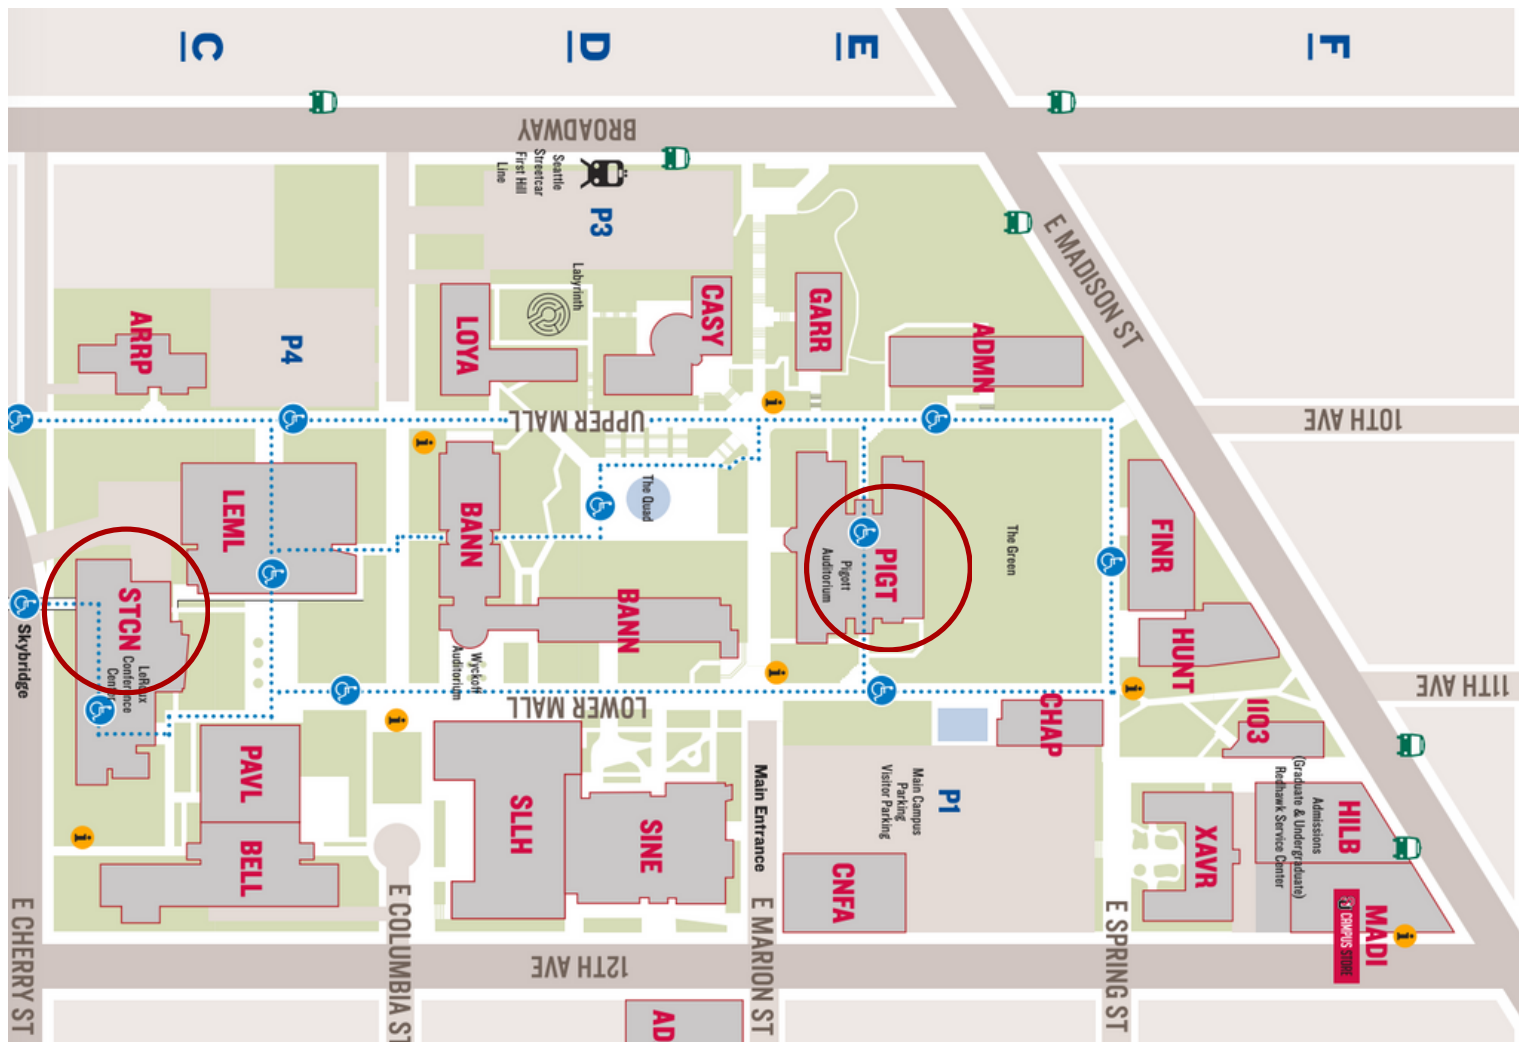 C
D
E
F
BROADWAY
Seattle
Streetcar
First Hill
Line
P3
E MADISON ST
Labyrinth
ARRP
P4
LOYA
CASY
GARR
ADMN
UPPER MALL
10TH AVE
LEML
BANN
The Quad
PIGT
Pigott
Auditorium
The Green
FINR
STCN
LeRoux
Conference
Skybridge
BANN
Wyckoff
Auditorium
HUNT
11TH AVE
LOWER MALL
CHAP
1103
PAVL
SLLH
SINE
Main Entrance
P1
Main Campus
Parking
Visitor Parking
XAVR
HILB
Admissions
(Graduate & Undergraduate)
Redhawk Service Center
BELL
CNFA
MADI
CAMPUS STORE
E CHERRY ST
E COLUMBIA ST
E MARION ST
E SPRING ST
12TH AVE
AD